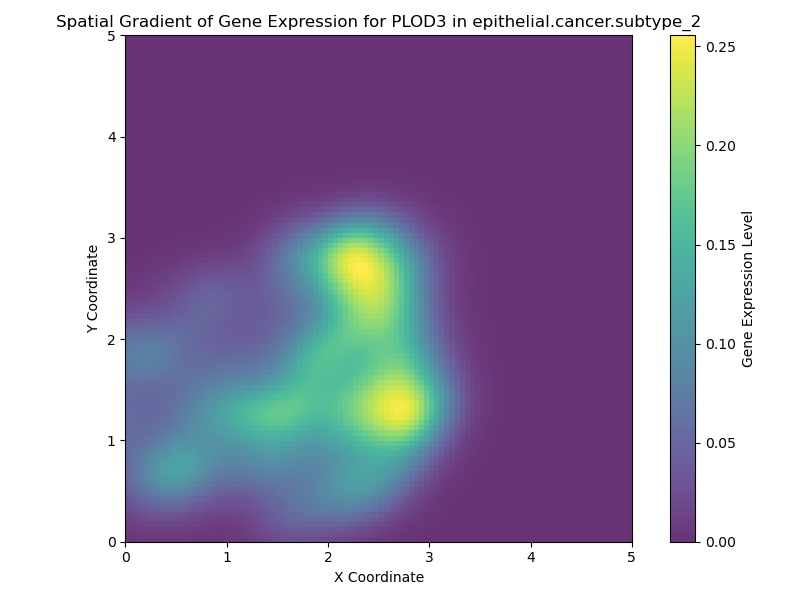 Spatial Gradient of Gene Expression for PLOD3 in epithelial.cancer.subtype_2
5
4
3
2
1
0
Y Coordinate
0 1 2 3 4 5
X Coordinate
0.25
0.20
0.15
0.10
0.05
0.00
Gene Expression Level